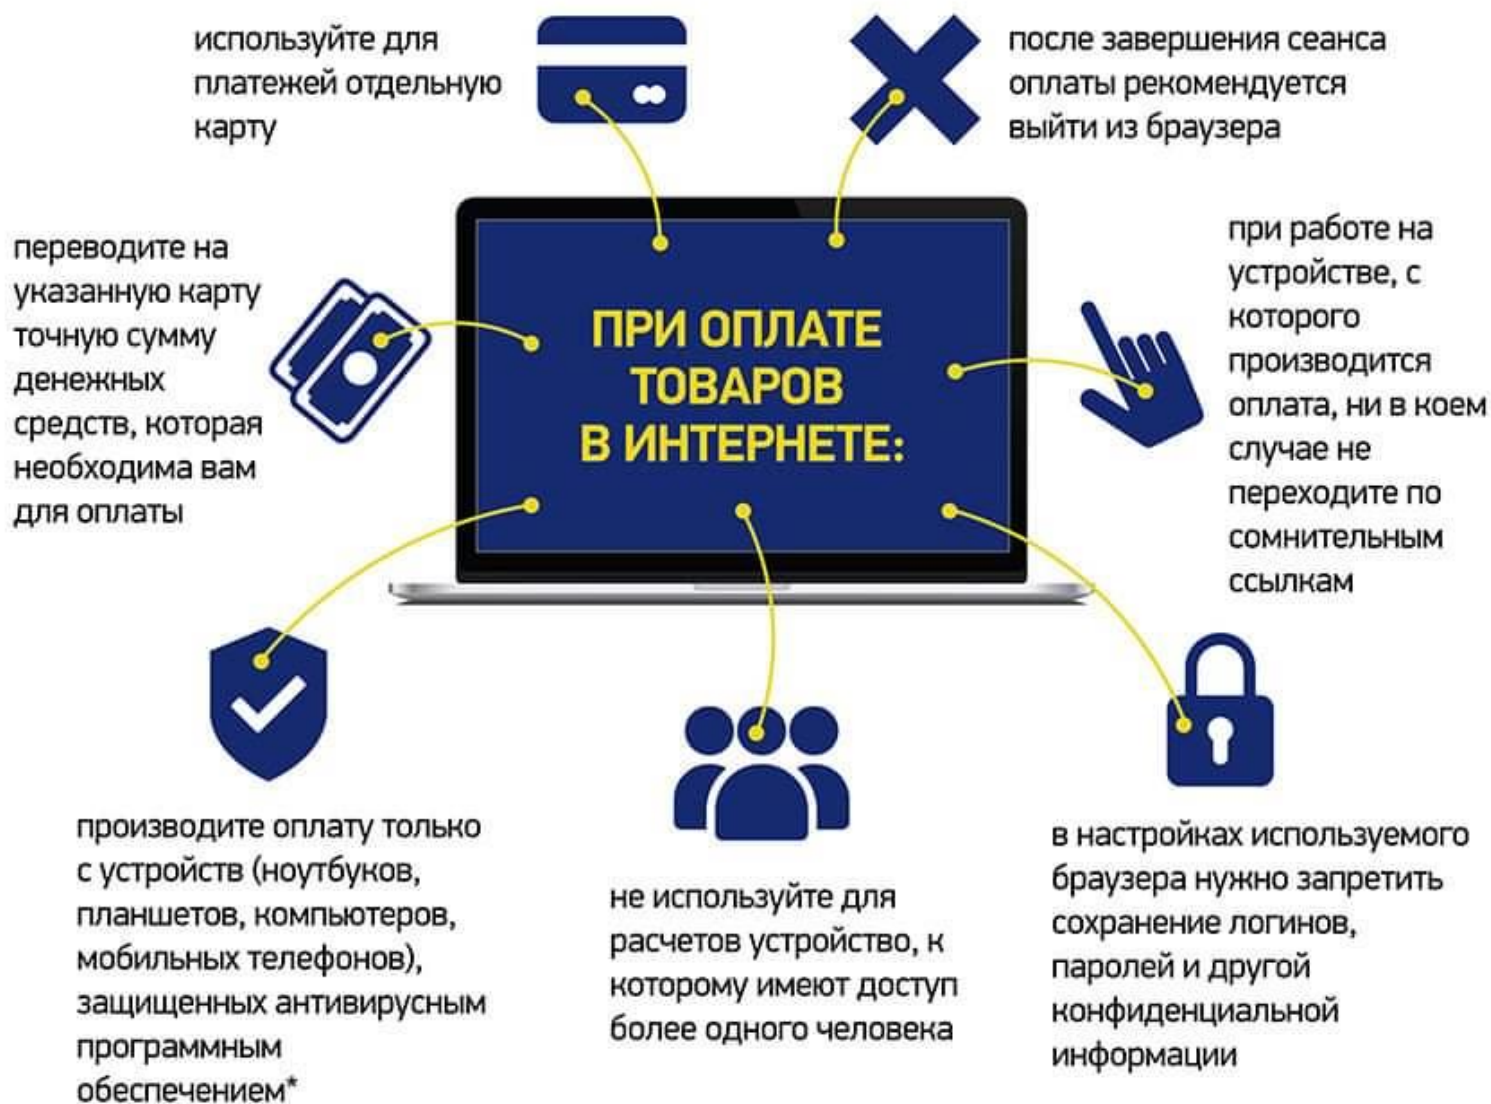 используйте для
платежей отдельную
карту
после завершения сеанса
оплаты рекомендуется
выйти из браузера
переводите на
указанную карту
точную сумму
денежных
средств, которая
необходима вам
для оплаты
ПРИ ОПЛАТЕ
ТОВАРОВ
В ИНТЕРНЕТЕ:
при работе на
устройстве, с
которого
производится
оплата, ни в коем
случае не
переходите по
сомнительным
ссылкам
производите оплату только
с устройств (ноутбуков,
планшетов, компьютеров,
мобильных телефонов),
защищенных антивирусным
программным
обеспечением*
не используйте для
расчетов устройство, к
которому имеют доступ
более одного человека
в настройках используемого
браузера нужно запретить
сохранение логинов,
паролей и другой
конфиденциальной
информации